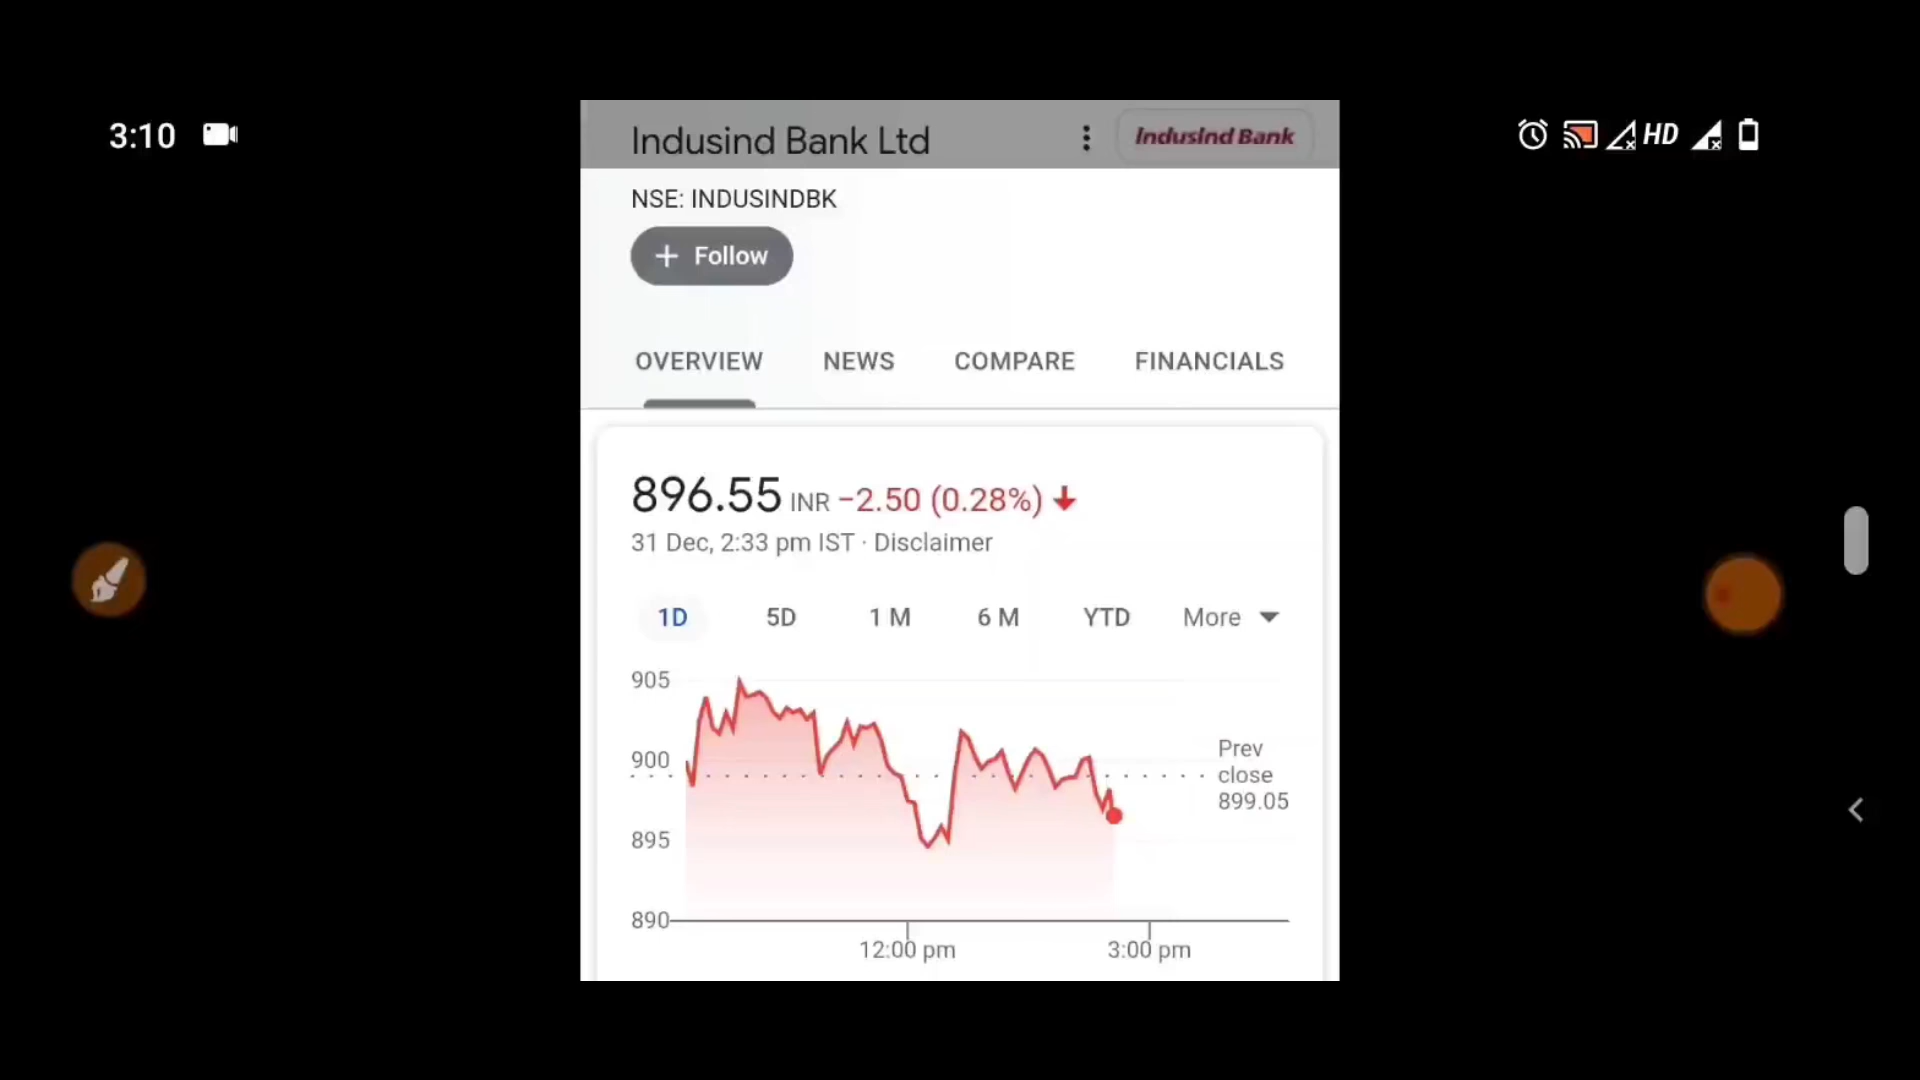 3:10
HD
Indusind Bank Ltd
IndusInd Bank
NSE: INDUSINDBK
+ Follow
OVERVIEW NEWS COMPARE FINANCIALS
896.55 INR −2.50 (0.28%)
31 Dec, 2:33 pm IST · Disclaimer
1D 5D 1 M 6 M YTD More
905
900
895
890
Prev
close
899.05
12:00 pm 3:00 pm